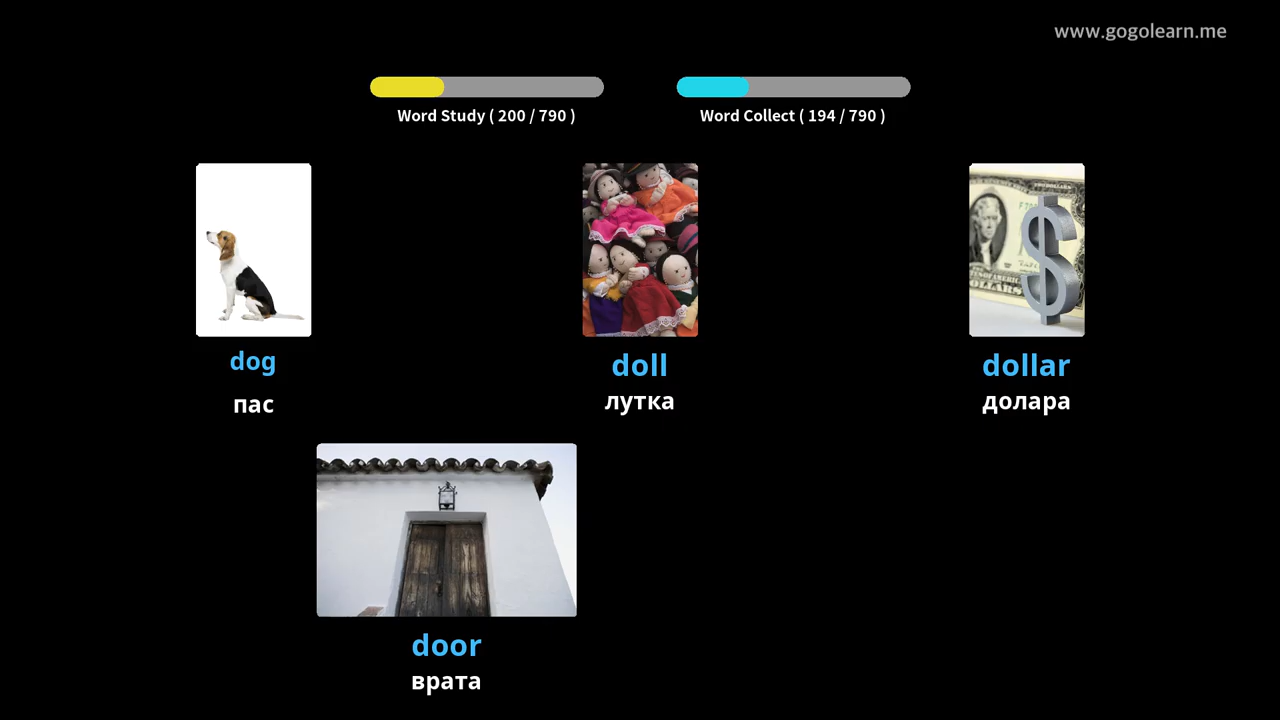 www.gogolearn.me
Word Study ( 200 / 790 )
Word Collect ( 194 / 790 )
dog
пас
doll
лутка
dollar
долара
door
врата